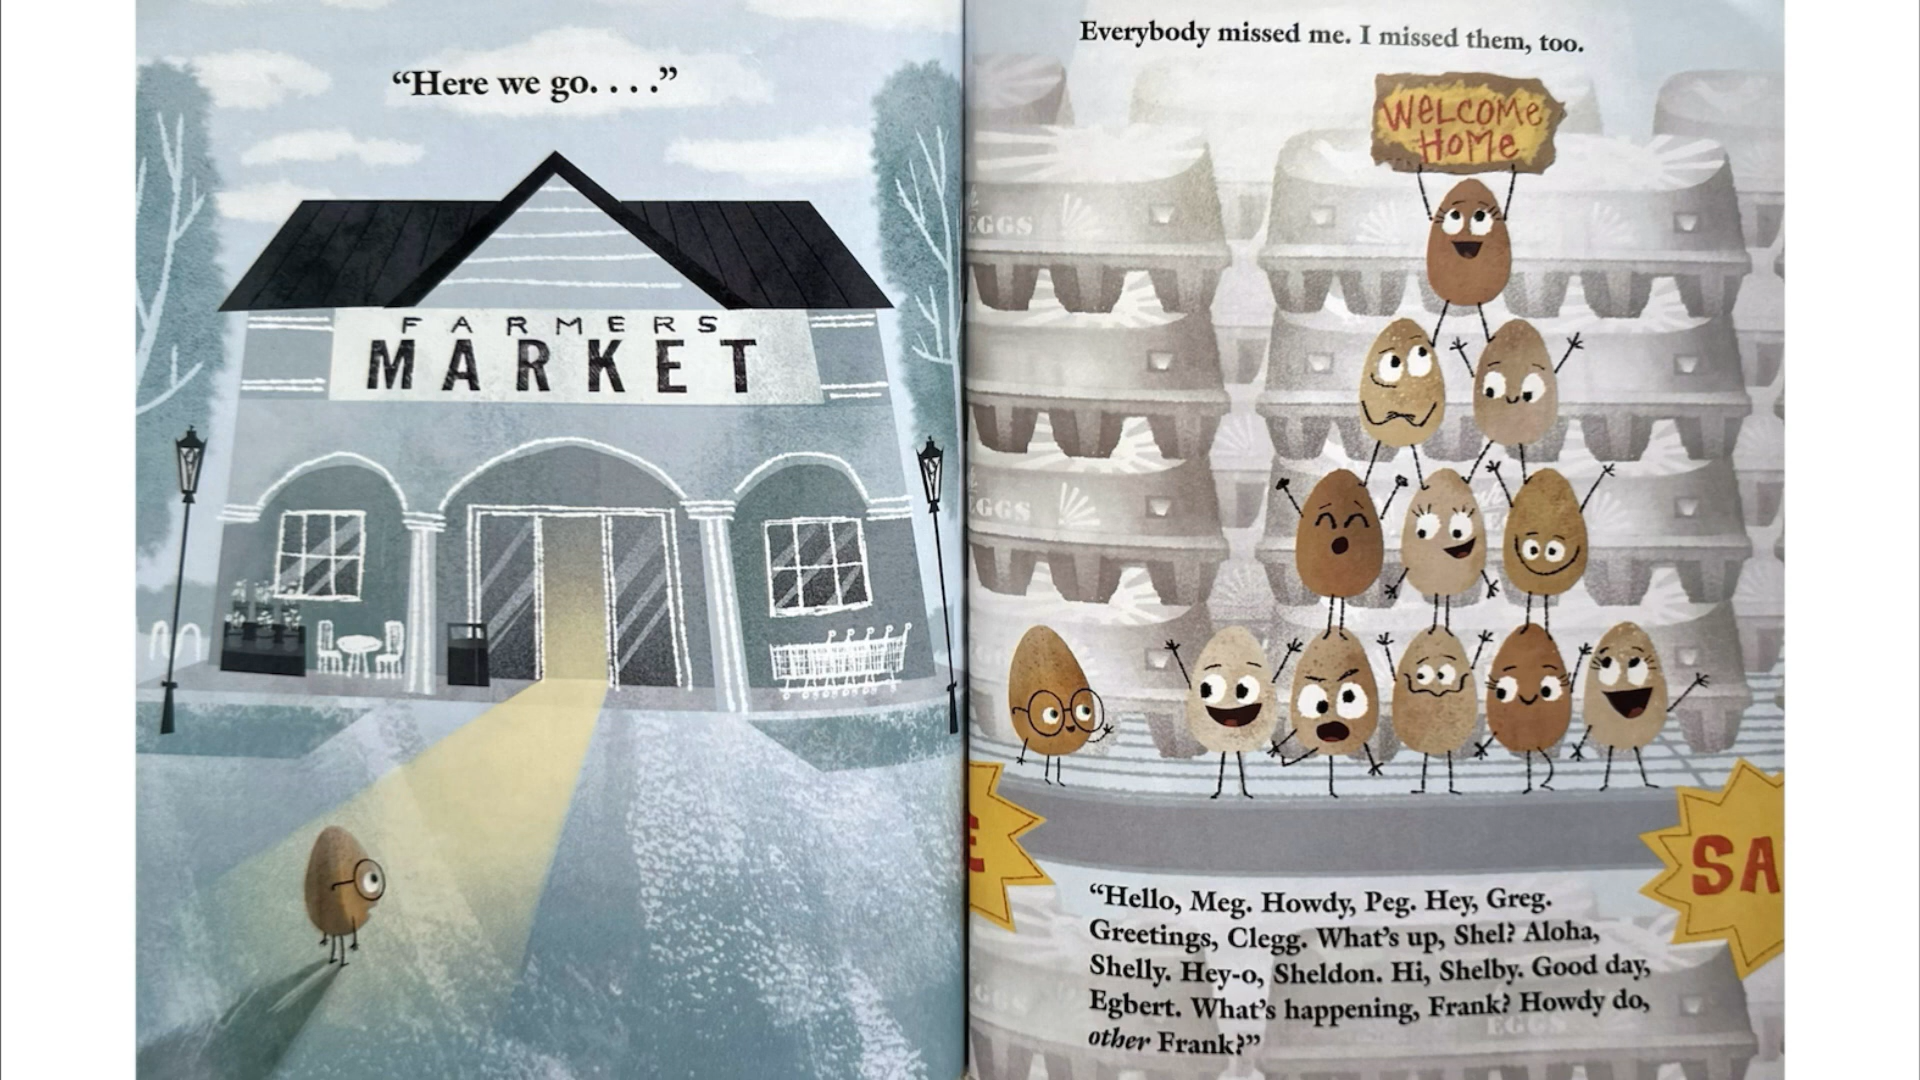 “Here we go. . . .”
FARMERS
MARKET
Everybody missed me. I missed them, too.
WELCOME
HOME
EGGS
EGGS
E
SA
“Hello, Meg. Howdy, Peg. Hey, Greg.
Greetings, Clegg. What’s up, Shel? Aloha,
Shelly. Hey-o, Sheldon. Hi, Shelby. Good day,
Egbert. What’s happening, Frank? Howdy do,
other Frank?”
EGGS